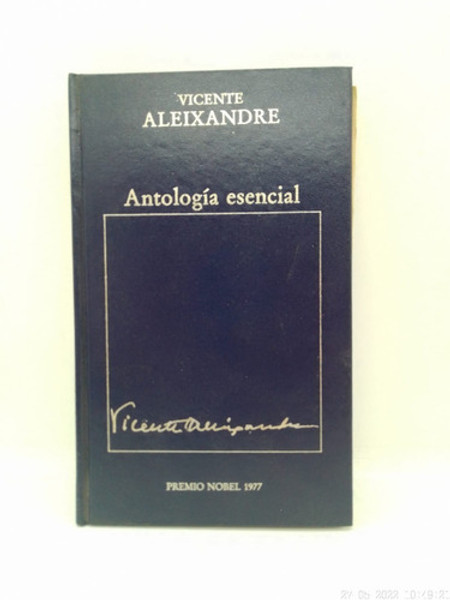 VICENTE
ALEIXANDRE
Antología esencial
Vicente Aleixandre
PREMIO NOBEL 1977